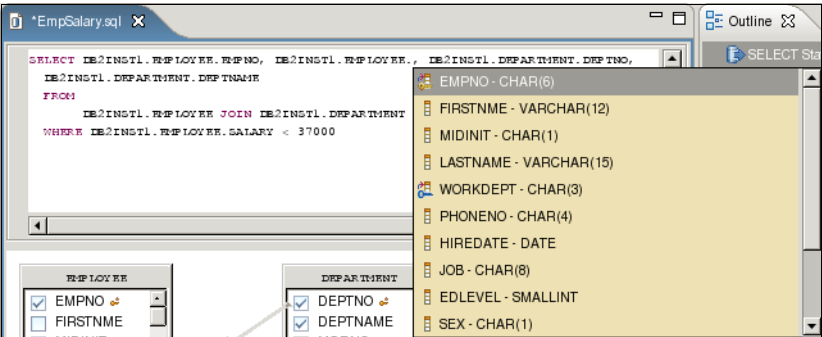 *EmpSalary.sql
Outline
SELECT DB2INST1.EMPLOYEE.EMPNO, DB2INST1.EMPLOYEE., DB2INST1.DEPARTMENT.DEPTNO,
SELECT Sta
DB2INST1.DEPARTMENT.DEPTNAME
FROM
DB2INST1.EMPLOYEE JOIN DB2INST1.DEPARTMENT
WHERE DB2INST1.EMPLOYEE.SALARY < 37000
EMPNO - CHAR(6)
FIRSTNME - VARCHAR(12)
MIDINIT - CHAR(1)
LASTNAME - VARCHAR(15)
WORKDEPT - CHAR(3)
PHONENO - CHAR(4)
HIREDATE - DATE
JOB - CHAR(8)
EDLEVEL - SMALLINT
SEX - CHAR(1)
EMPLOYEE
EMPNO
FIRSTNME
DEPARTMENT
DEPTNO
DEPTNAME